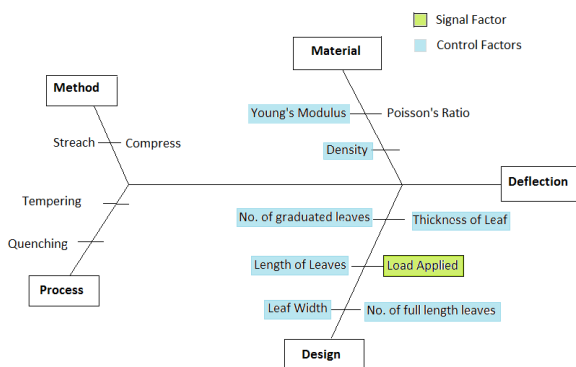 Signal Factor
Control Factors
Material
Method
Young's Modulus
Poisson's Ratio
Streach
Compress
Density
Deflection
Tempering
No. of graduated leaves
Thickness of Leaf
Quenching
Length of Leaves
Load Applied
Process
Leaf Width
No. of full length leaves
Design